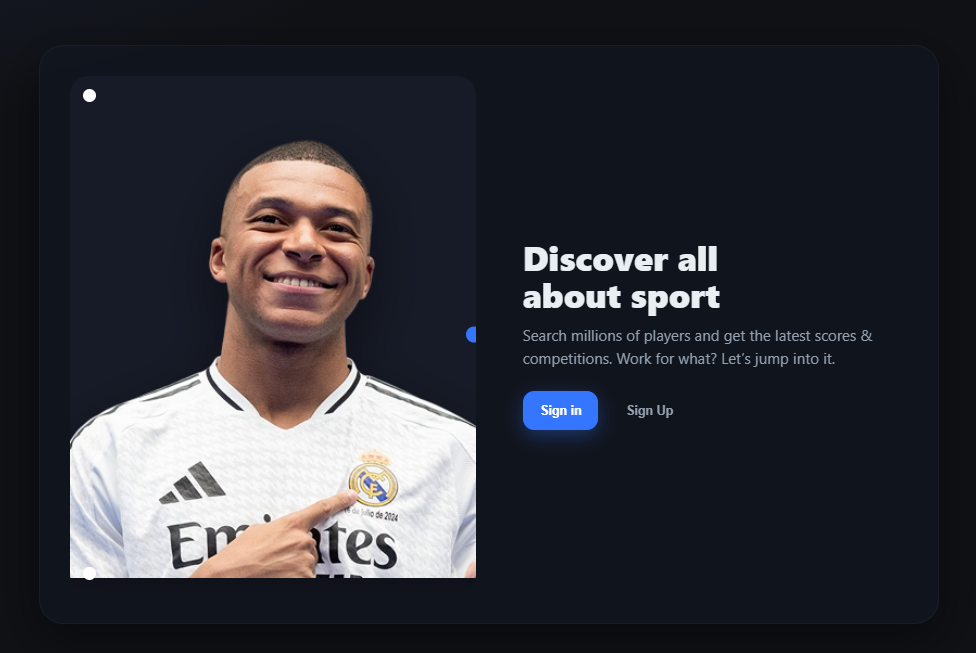 Discover all
about sport
Search millions of players and get the latest scores &
competitions. Work for what? Let's jump into it.
Sign in
Sign Up
de julio de 2024